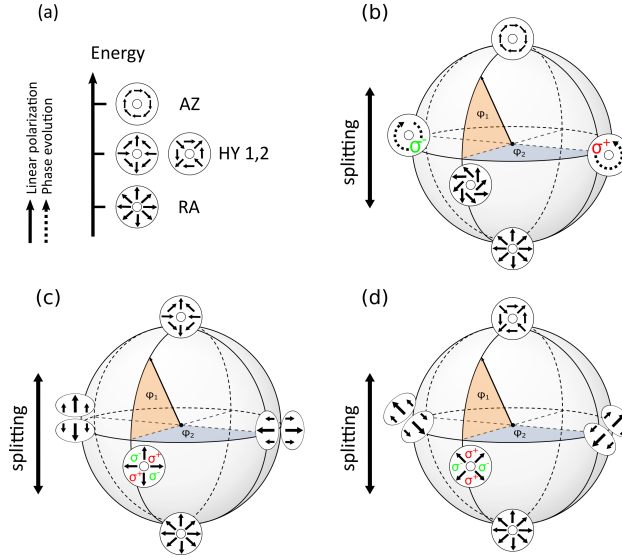 (a)
Energy
Linear polarization
Phase evolution
AZ
HY 1,2
RA
(b)
splitting
φ₁
φ₂
σ⁻
σ⁺
(c)
splitting
φ₁
φ₂
σ⁻ σ⁺
σ⁺ σ⁻
(d)
splitting
φ₁
φ₂
σ⁺
σ⁻ σ⁻
σ⁺